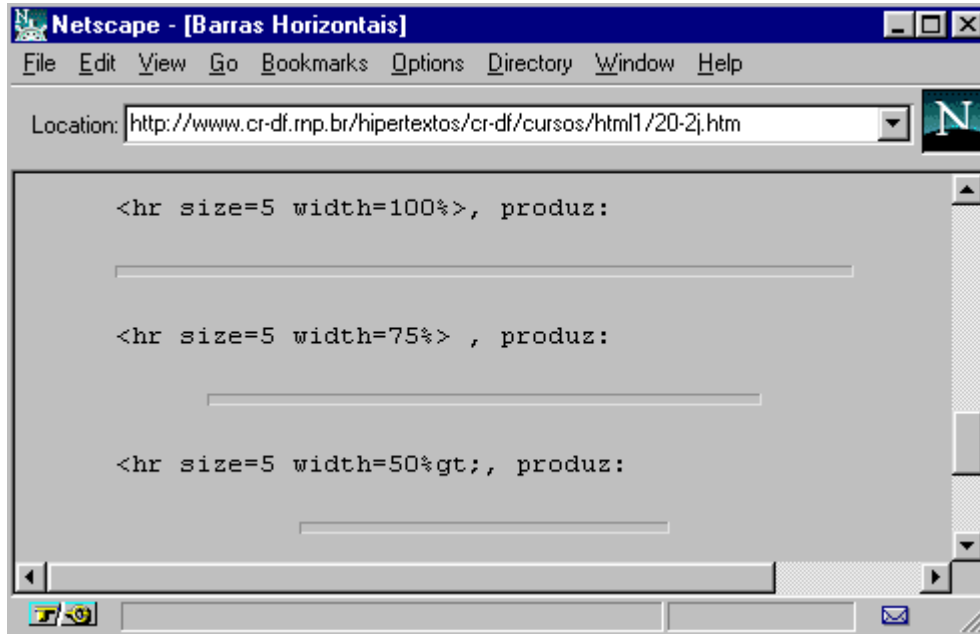 Netscape - [Barras Horizontais]
File Edit View Go Bookmarks Options Directory Window Help
Location: http://www.cr-df.rnp.br/hipertextos/cr-df/cursos/html1/20-2j.htm
N
<hr size=5 width=100%>, produz:
<hr size=5 width=75%> , produz:
<hr size=5 width=50%gt;, produz: